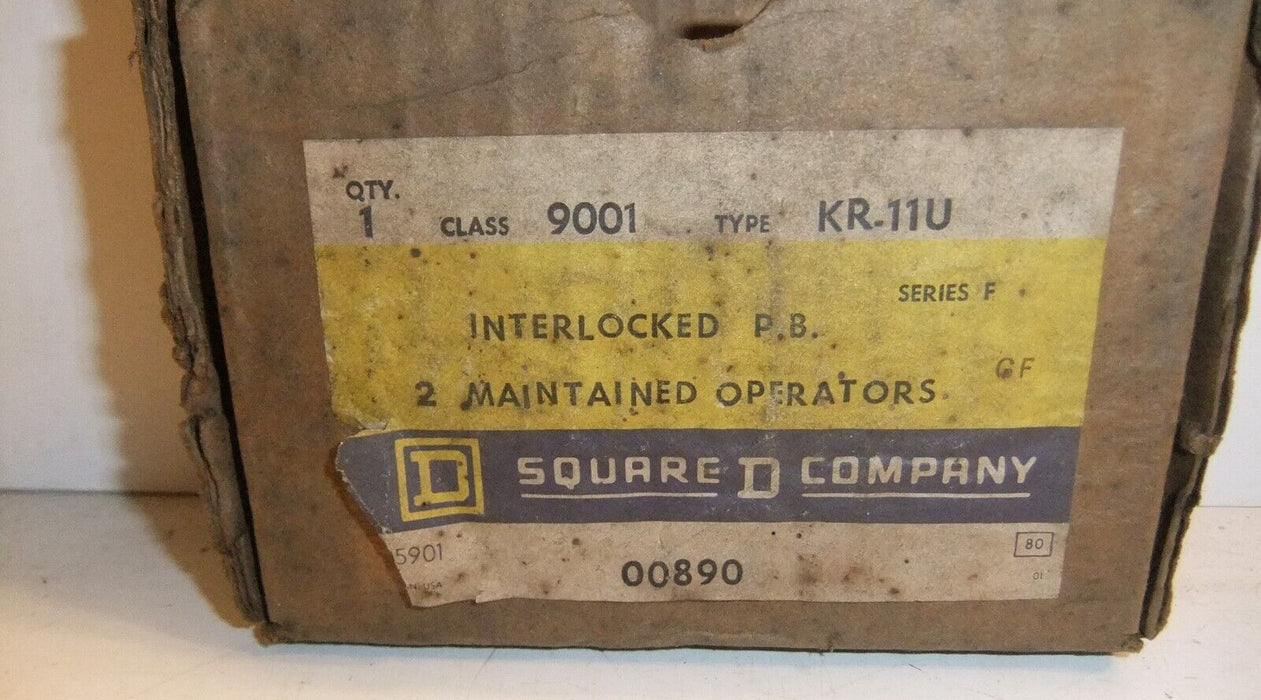 QTY.
1 CLASS 9001 TYPE KR-11U
SERIES F
INTERLOCKED P.B.
GF
2 MAINTAINED OPERATORS
D SQUARE D COMPANY
5901
00890
80
USA
01